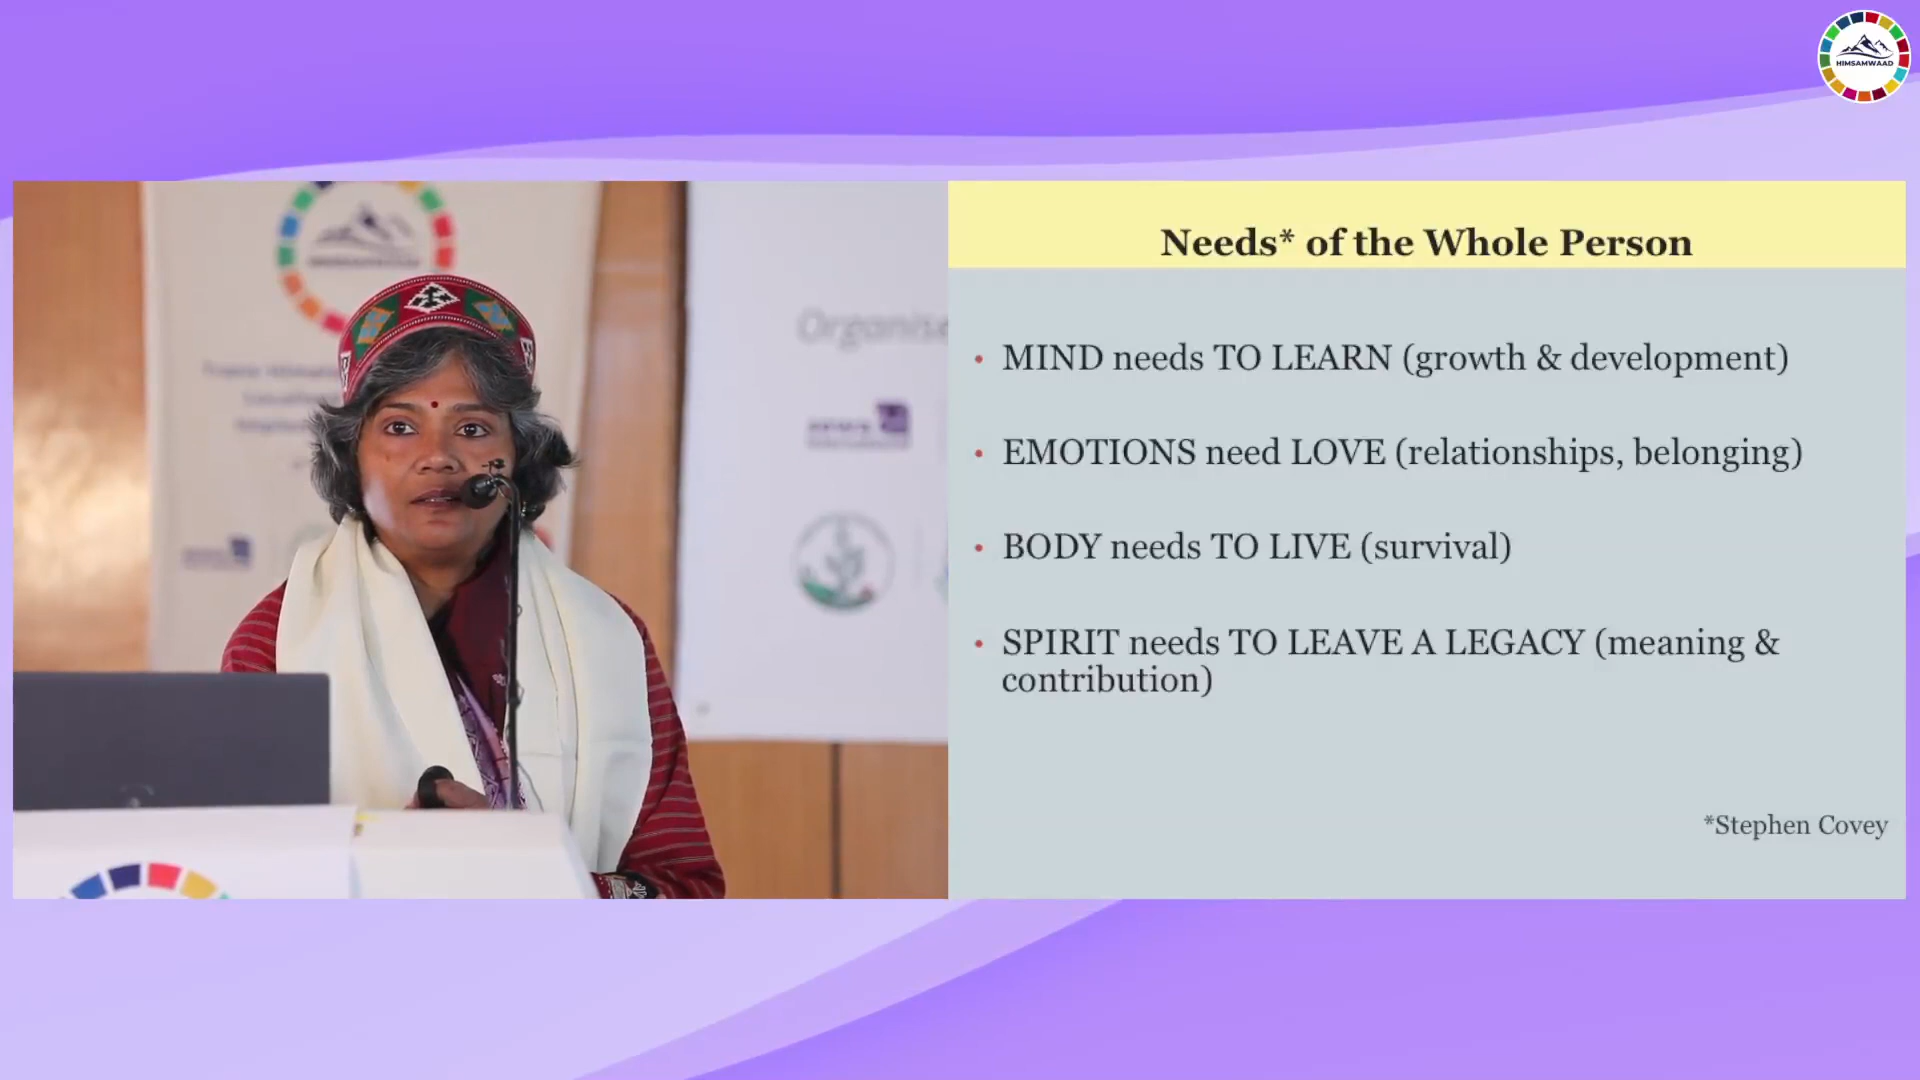 HIMSAMWAAD
Organise
Needs* of the Whole Person
• MIND needs TO LEARN (growth & development)
• EMOTIONS need LOVE (relationships, belonging)
• BODY needs TO LIVE (survival)
• SPIRIT needs TO LEAVE A LEGACY (meaning &
contribution)
*Stephen Covey